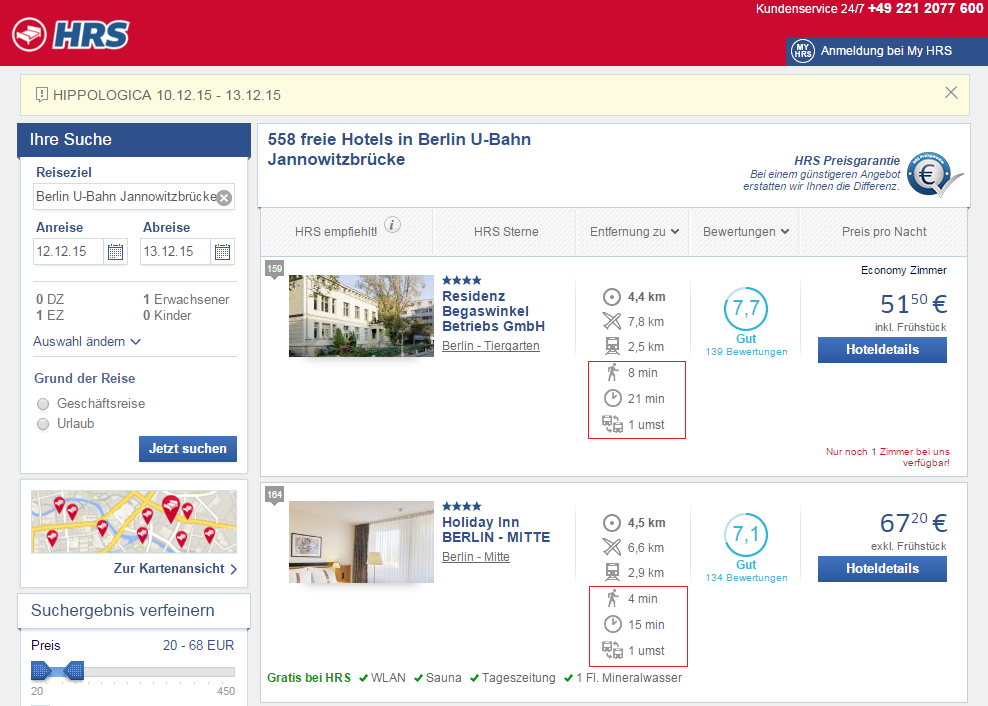 Kundenservice 24/7 +49 221 2077 600
HRS
MY HRS Anmeldung bei My HRS
HIPPOLOGICA 10.12.15 - 13.12.15
Ihre Suche
Reiseziel
Berlin U-Bahn Jannowitzbrücke
Anreise Abreise
12.12.15 13.12.15
0 DZ 1 Erwachsener
1 EZ 0 Kinder
Auswahl ändern
Grund der Reise
Geschäftsreise
Urlaub
Jetzt suchen
Zur Kartenansicht
Suchergebnis verfeinern
Preis 20 - 68 EUR
20 450
558 freie Hotels in Berlin U-Bahn
Jannowitzbrücke
HRS Preisgarantie
Bei einem günstigeren Angebot
erstatten wir Ihnen die Differenz.
€
HRS empfiehlt! i HRS Sterne Entfernung zu Bewertungen Preis pro Nacht
159
Residenz
Begaswinkel
Betriebs GmbH
Berlin - Tiergarten
4,4 km
7,8 km
2,5 km
8 min
21 min
1 umst
7,7
Gut
139 Bewertungen
Economy Zimmer
51 50 €
inkl. Frühstück
Hoteldetails
Nur noch 1 Zimmer bei uns
verfügbar!
164
Holiday Inn
BERLIN - MITTE
Berlin - Mitte
4,5 km
6,6 km
2,9 km
4 min
15 min
1 umst
7,1
Gut
134 Bewertungen
67 20 €
exkl. Frühstück
Hoteldetails
Gratis bei HRS WLAN Sauna Tageszeitung 1 Fl. Mineralwasser